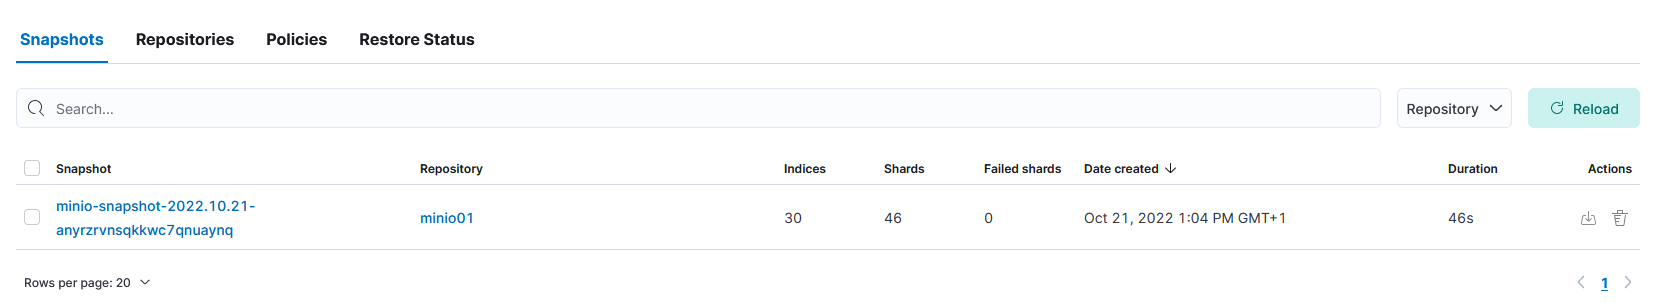 Snapshots Repositories Policies Restore Status
Search... Repository Reload
Snapshot Repository Indices Shards Failed shards Date created Duration Actions
minio-snapshot-2022.10.21-
anyrzrvnsqkkwc7qnuaynq minio01 30 46 0 Oct 21, 2022 1:04 PM GMT+1 46s
Rows per page: 20 1